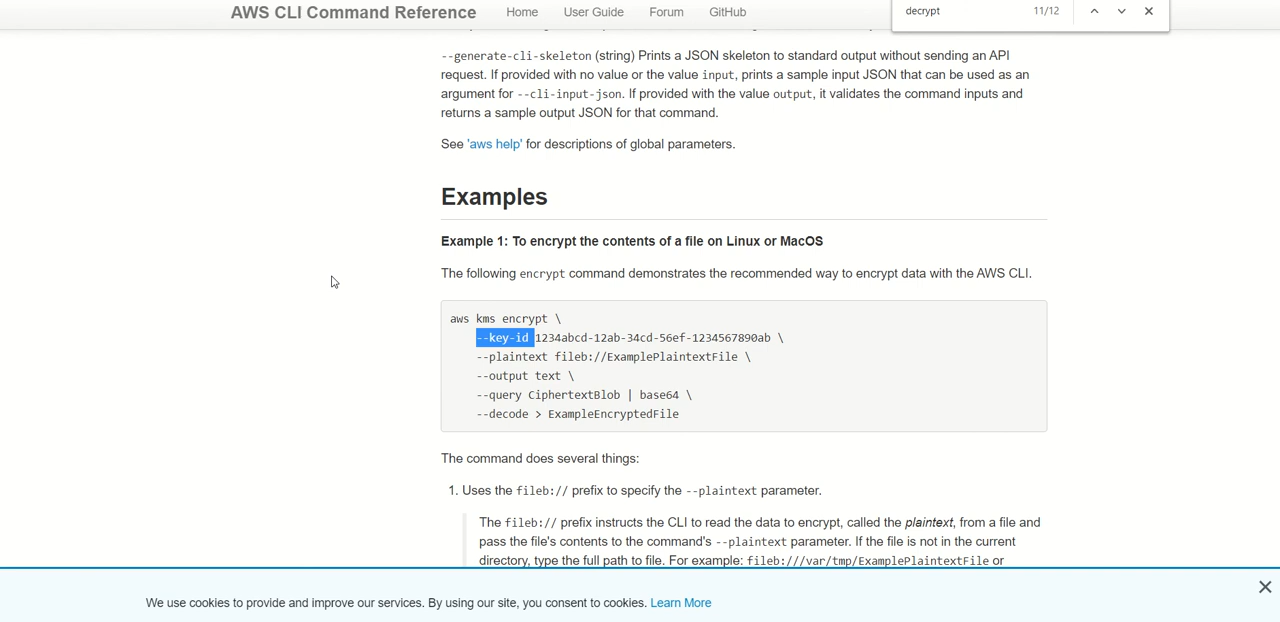 AWS CLI Command Reference Home User Guide Forum GitHub
decrypt 11/12
--generate-cli-skeleton (string) Prints a JSON skeleton to standard output without sending an API
request. If provided with no value or the value input, prints a sample input JSON that can be used as an
argument for --cli-input-json. If provided with the value output, it validates the command inputs and
returns a sample output JSON for that command.
See 'aws help' for descriptions of global parameters.
Examples
Example 1: To encrypt the contents of a file on Linux or MacOS
The following encrypt command demonstrates the recommended way to encrypt data with the AWS CLI.
aws kms encrypt \
--key-id 1234abcd-12ab-34cd-56ef-1234567890ab \
--plaintext fileb://ExamplePlaintextFile \
--output text \
--query CiphertextBlob | base64 \
--decode > ExampleEncryptedFile
The command does several things:
1. Uses the fileb:// prefix to specify the --plaintext parameter.
The fileb:// prefix instructs the CLI to read the data to encrypt, called the plaintext, from a file and
pass the file's contents to the command's --plaintext parameter. If the file is not in the current
directory, type the full path to file. For example: fileb:///var/tmp/ExamplePlaintextFile or
We use cookies to provide and improve our services. By using our site, you consent to cookies. Learn More